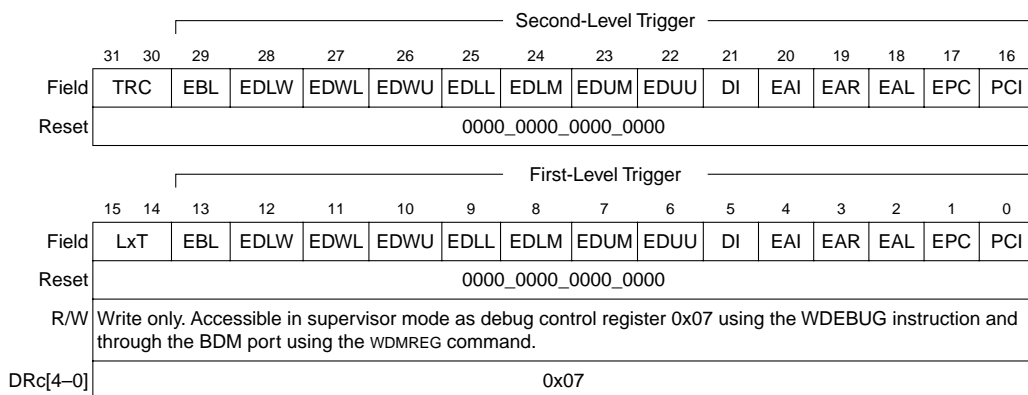 Second-Level Trigger
31 30 29 28 27 26 25 24 23 22 21 20 19 18 17 16
Field TRC EBL EDLW EDWL EDWU EDLL EDLM EDUM EDUU DI EAI EAR EAL EPC PCI
Reset 0000_0000_0000_0000
First-Level Trigger
15 14 13 12 11 10 9 8 7 6 5 4 3 2 1 0
Field LxT EBL EDLW EDWL EDWU EDLL EDLM EDUM EDUU DI EAI EAR EAL EPC PCI
Reset 0000_0000_0000_0000
R/W Write only. Accessible in supervisor mode as debug control register 0x07 using the WDEBUG instruction and
through the BDM port using the WDMREG command.
DRc[4–0] 0x07